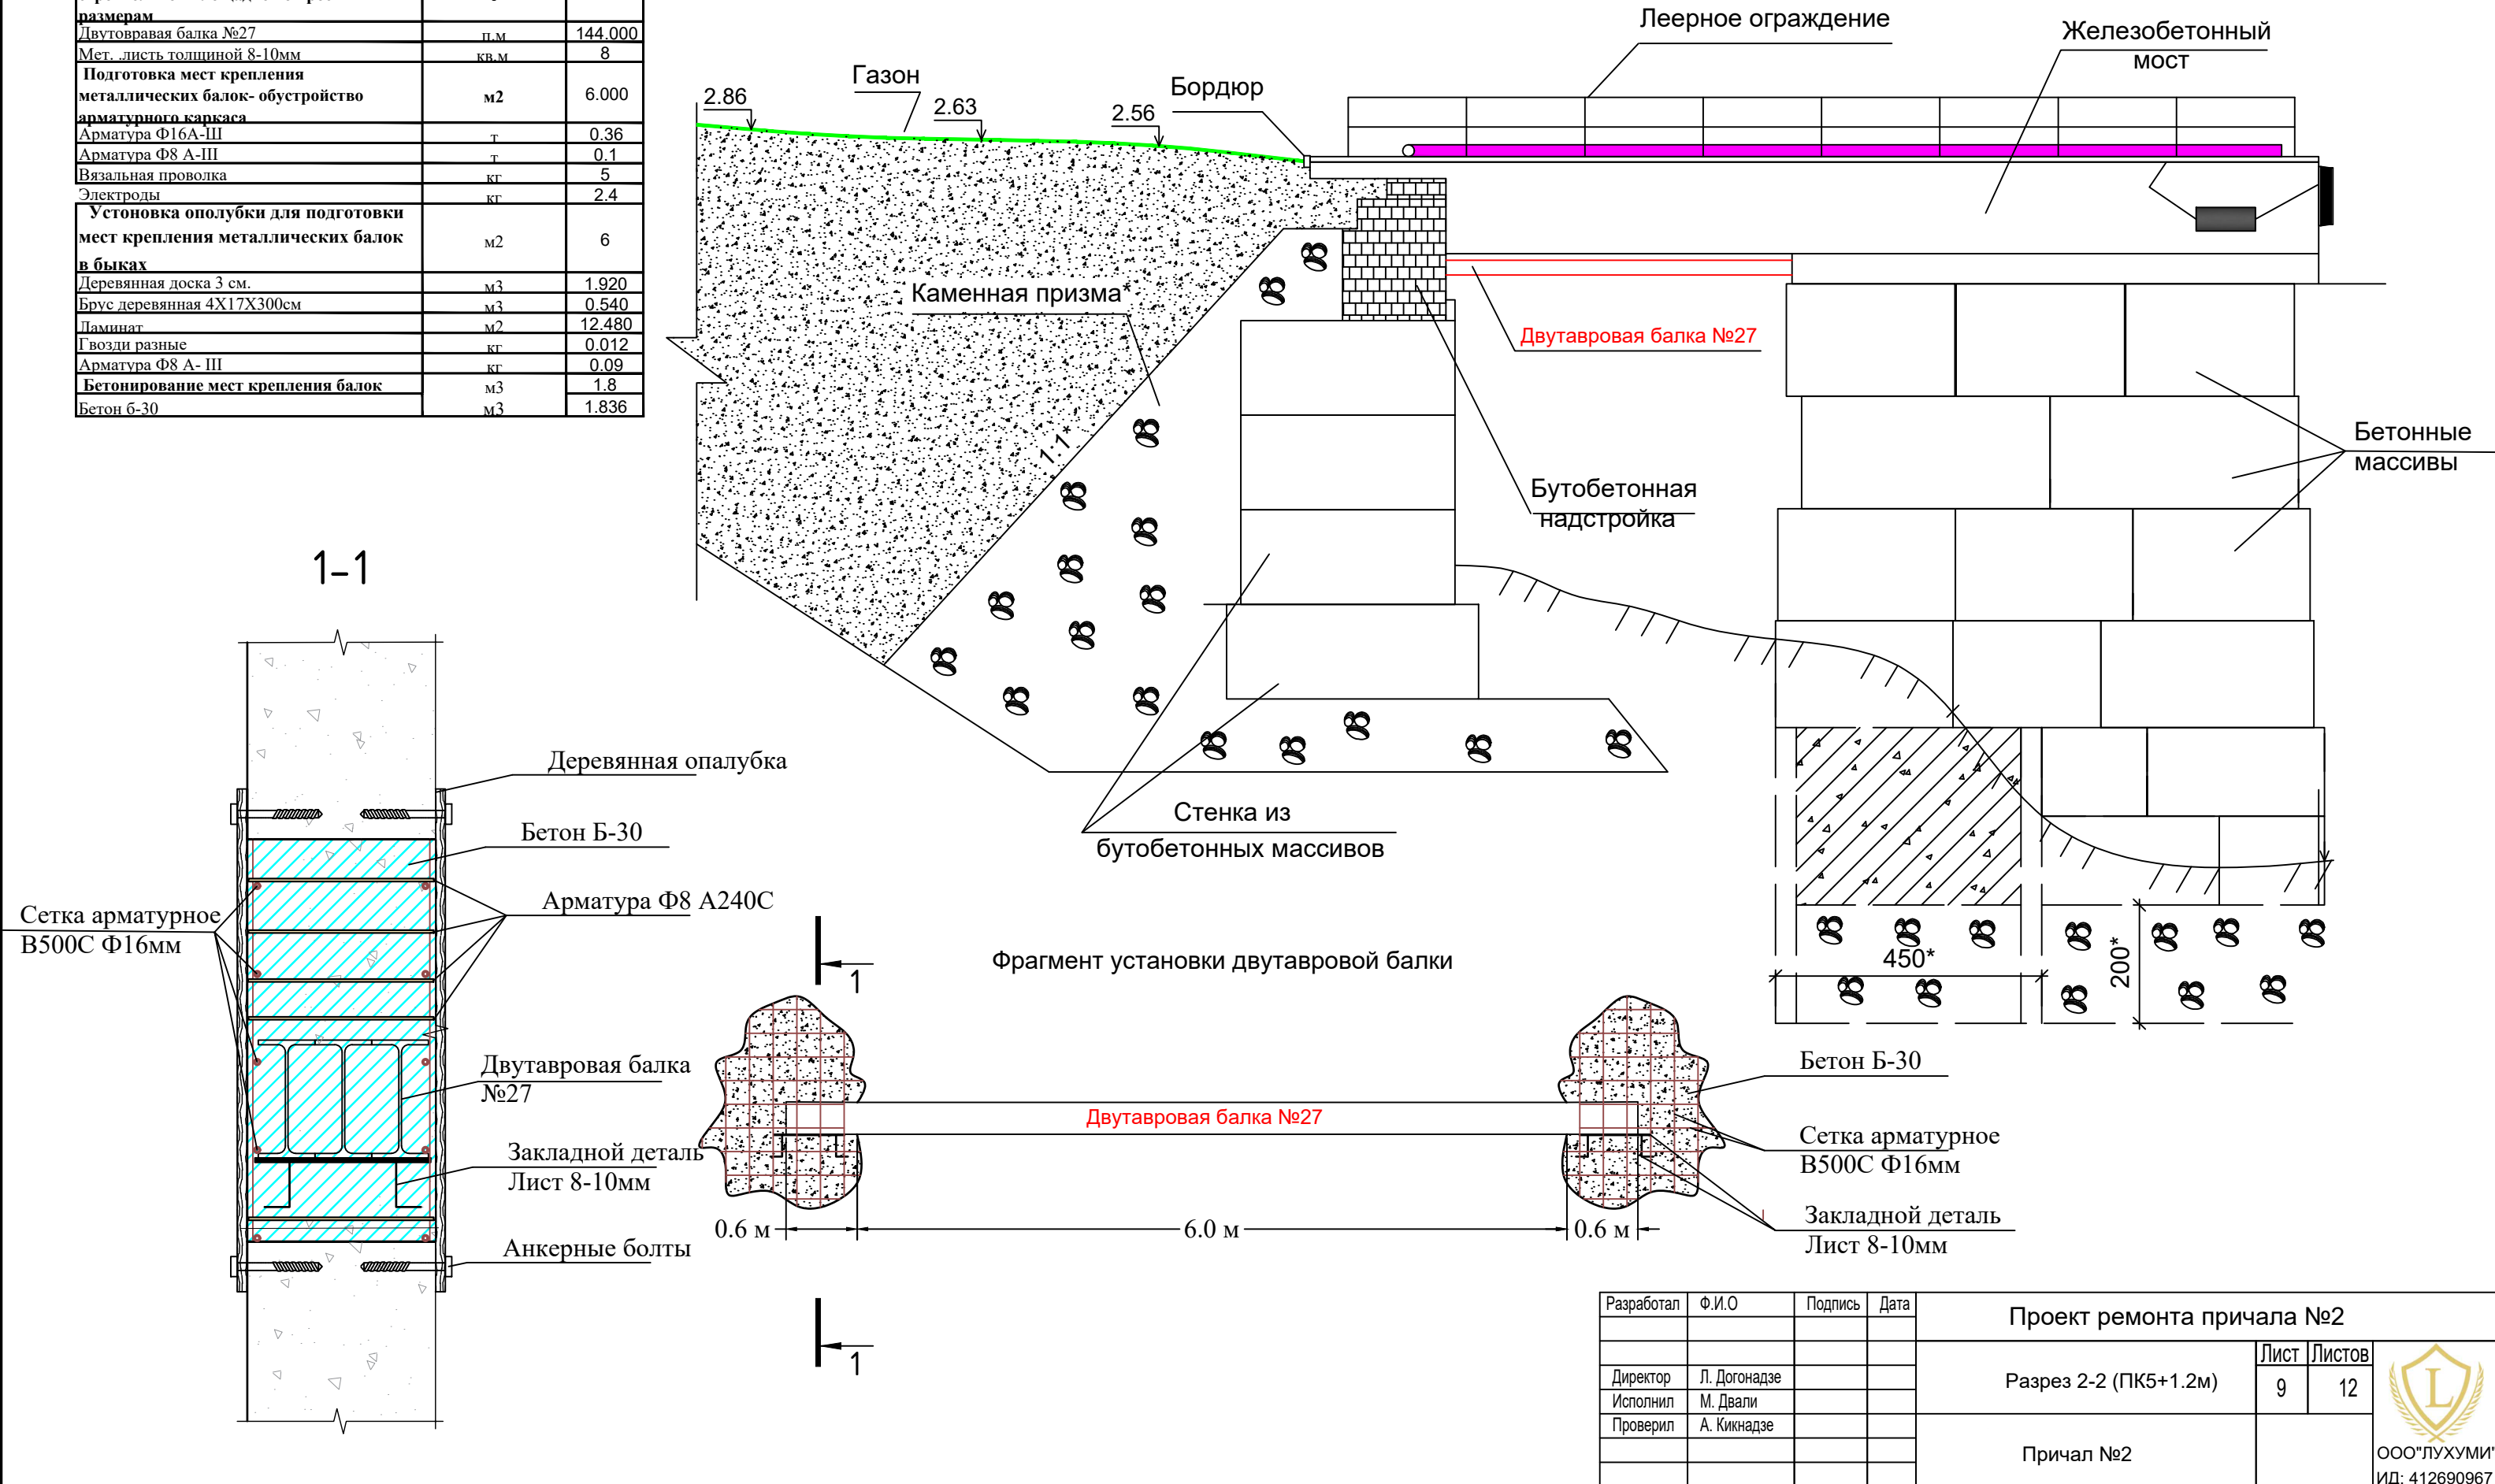 размерам
Двутовравая балка №27 п.м 144.000
Мет. .листь толщиной 8-10мм кв.м 8
Подготовка мест крепления
металлических балок- обустройство м2 6.000
арматурного каркаса
Арматура Ф16А-III т 0.36
Арматура Ф8 А-III т 0.1
Вязальная проволка кг 5
Электроды кг 2.4
Устоновка ополубки для подготовки
мест крепления металлических балок м2 6
в быках
Деревянная доска 3 см. м3 1.920
Брус деревянная 4Х17Х300см м3 0.540
Ламинат м2 12.480
Гвозди разные кг 0.012
Арматура Ф8 А- III кг 0.09
Бетонирование мест крепления балок м3 1.8
Бетон б-30 м3 1.836
Леерное ограждение
Железобетонный
мост
Газон
Бордюр
2.86
2.63
2.56
Каменная призма*
1:1*
Двутавровая балка №27
Бутобетонная
надстройка
Бетонные
массивы
Стенка из
бутобетонных массивов
450*
200*
1-1
Деревянная опалубка
Бетон Б-30
Арматура Ф8 А240С
Сетка арматурное
В500С Ф16мм
Двутавровая балка
№27
Закладной деталь
Лист 8-10мм
Анкерные болты
Фрагмент установки двутавровой балки
1
1
Двутавровая балка №27
0.6 м
6.0 м
0.6 м
Бетон Б-30
Сетка арматурное
В500С Ф16мм
Закладной деталь
Лист 8-10мм
Разработал Ф.И.О Подпись Дата
Проект ремонта причала №2
Директор Л. Догонадзе
Исполнил М. Двали
Проверил А. Кикнадзе
Разрез 2-2 (ПК5+1.2м)
Лист Листов
9 12
Причал №2
L
ООО"ЛУХУМИ"
ИД: 412690967